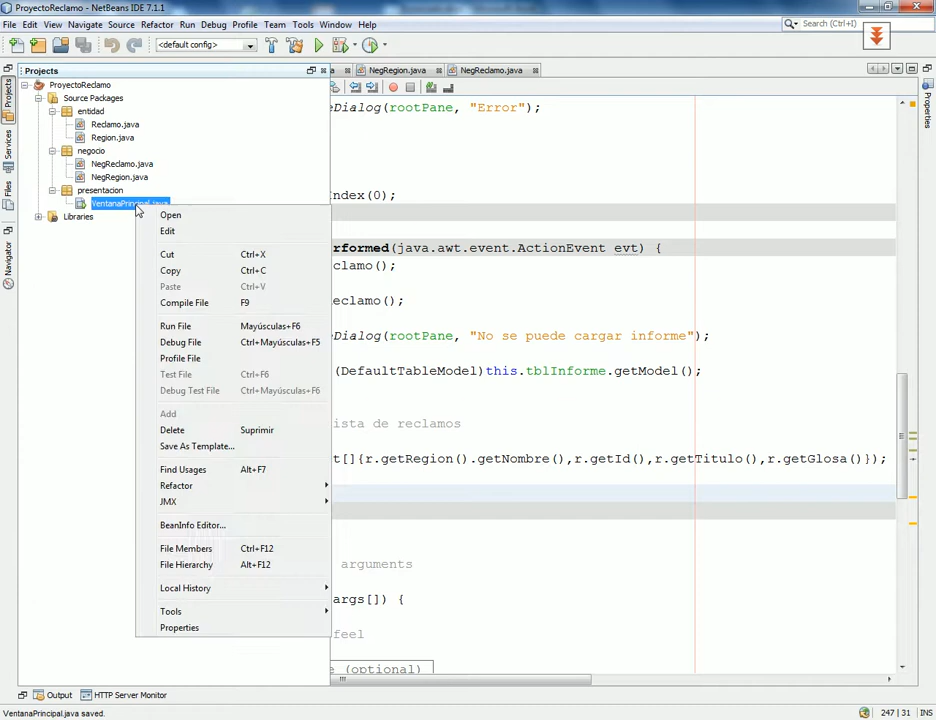 ProyectoReclamo - NetBeans IDE 7.1.1
File Edit View Navigate Source Refactor Run Debug Profile Team Tools Window Help
Search (Ctrl+I)
<default config>
Projects
NegRegion.java
NegReclamo.java
Projects
Services
Files
Navigator
Properties
ProyectoReclamo
Source Packages
entidad
Reclamo.java
Region.java
negocio
NegReclamo.java
NegRegion.java
presentacion
VentanaPrincipal.java
Libraries
Open
Edit
Cut Ctrl+X
Copy Ctrl+C
Paste Ctrl+V
Compile File F9
Run File Mayúsculas+F6
Debug File Ctrl+Mayúsculas+F5
Profile File
Test File Ctrl+F6
Debug Test File Ctrl+Mayúsculas+F6
Add
Delete Suprimir
Save As Template...
Find Usages Alt+F7
Refactor
JMX
BeanInfo Editor...
File Members Ctrl+F12
File Hierarchy Alt+F12
Local History
Tools
Properties
eDialog(rootPane, "Error");
Index(0);
rformed(java.awt.event.ActionEvent evt) {
clamo();
eclamo();
eDialog(rootPane, "No se puede cargar informe");
(DefaultTableModel)this.tblInforme.getModel();
ista de reclamos
t[]{r.getRegion().getNombre(),r.getId(),r.getTitulo(),r.getGlosa()});
arguments
args[]) {
feel
e (optional)
Output HTTP Server Monitor
VentanaPrincipal.java saved.
247 | 31 INS